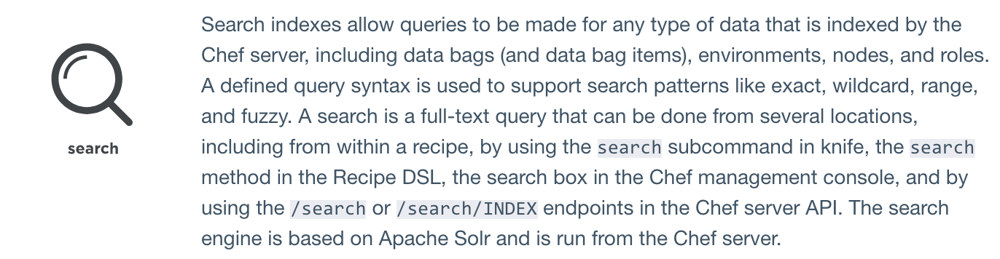 search
Search indexes allow queries to be made for any type of data that is indexed by the
Chef server, including data bags (and data bag items), environments, nodes, and roles.
A defined query syntax is used to support search patterns like exact, wildcard, range,
and fuzzy. A search is a full-text query that can be done from several locations,
including from within a recipe, by using the search subcommand in knife, the search
method in the Recipe DSL, the search box in the Chef management console, and by
using the /search or /search/INDEX endpoints in the Chef server API. The search
engine is based on Apache Solr and is run from the Chef server.